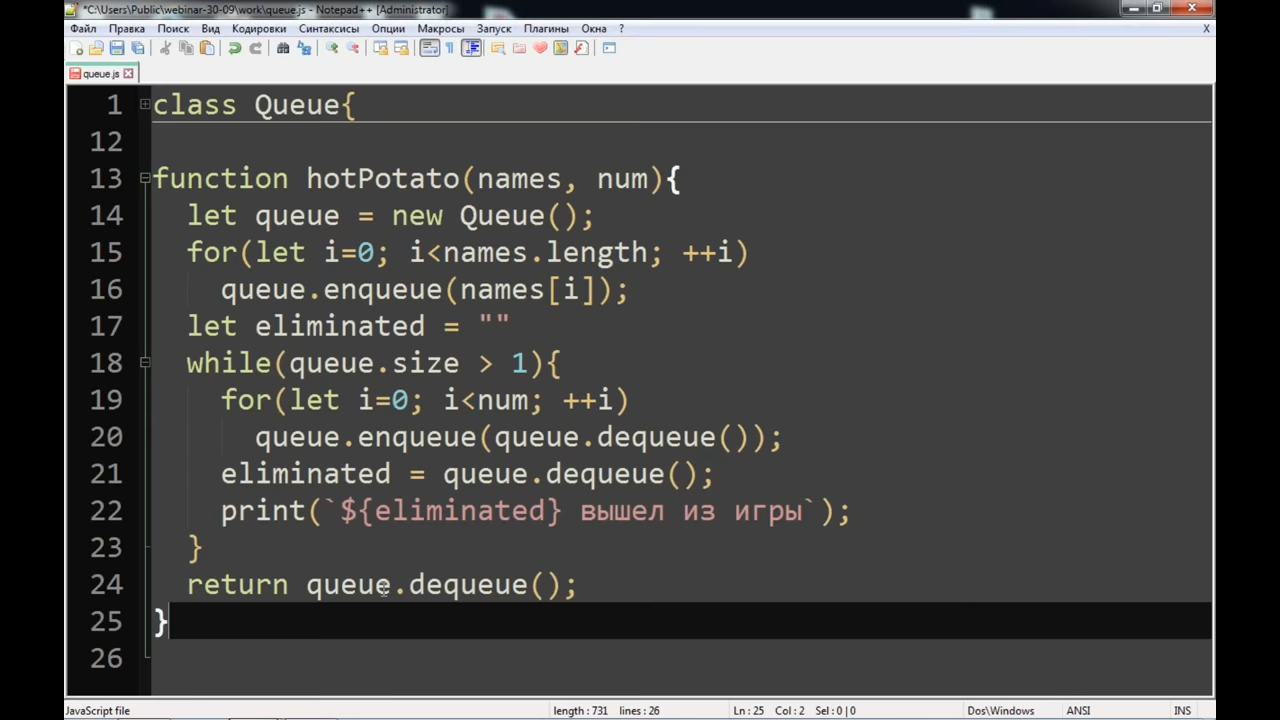 *C:\Users\Public\webinar-30-09\work\queue.js - Notepad++ [Administrator]
Файл Правка Поиск Вид Кодировки Синтаксисы Опции Макросы Запуск Плагины Окна ? X
queue.js
1 class Queue{
12
13 function hotPotato(names, num){
14 let queue = new Queue();
15 for(let i=0; i<names.length; ++i)
16 queue.enqueue(names[i]);
17 let eliminated = ""
18 while(queue.size > 1){
19 for(let i=0; i<num; ++i)
20 queue.enqueue(queue.dequeue());
21 eliminated = queue.dequeue();
22 print(`${eliminated} вышел из игры`);
23 }
24 return queue.dequeue();
25 }
26
JavaScript file length : 731 lines : 26 Ln : 25 Col : 2 Sel : 0 | 0 Dos\Windows ANSI INS